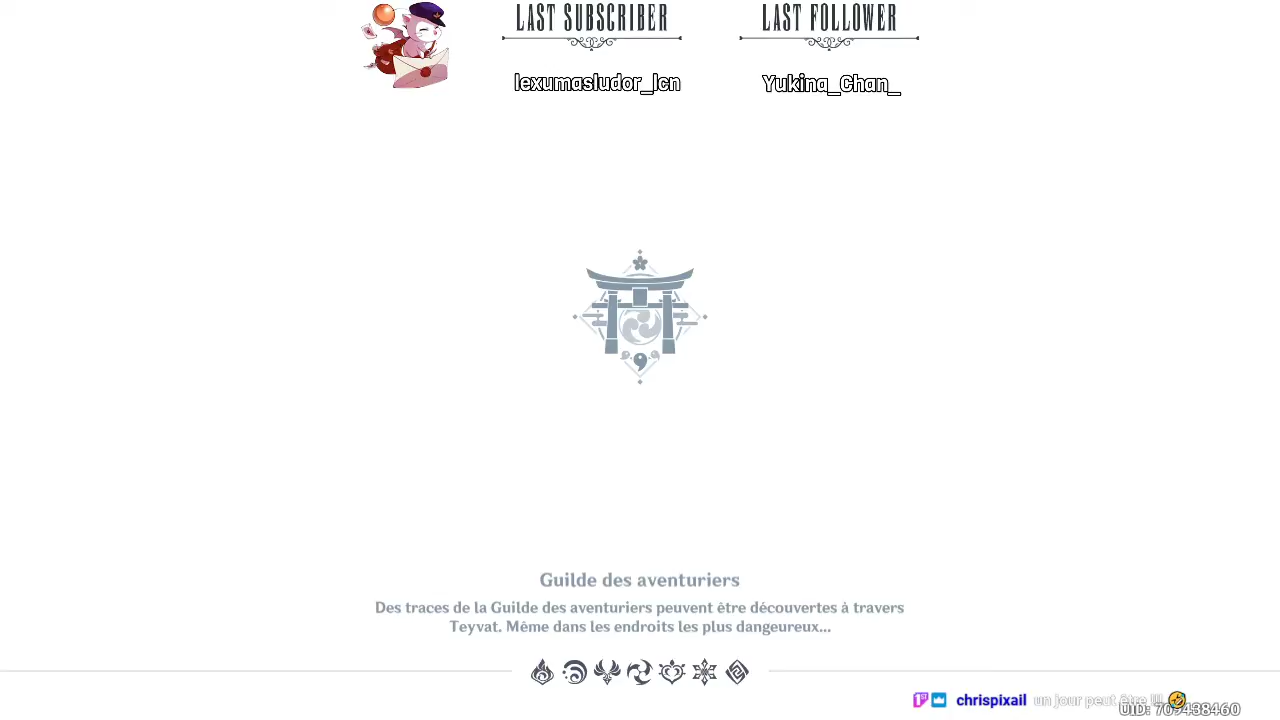 LAST SUBSCRIBER
LAST FOLLOWER
lexumasludor_lcn
Yukina_Chan_
Guilde des aventuriers
Des traces de la Guilde des aventuriers peuvent être découvertes à travers
Teyvat. Même dans les endroits les plus dangeureux...
chrispixail un jour peut être !!! 🤣
UID: 709438460